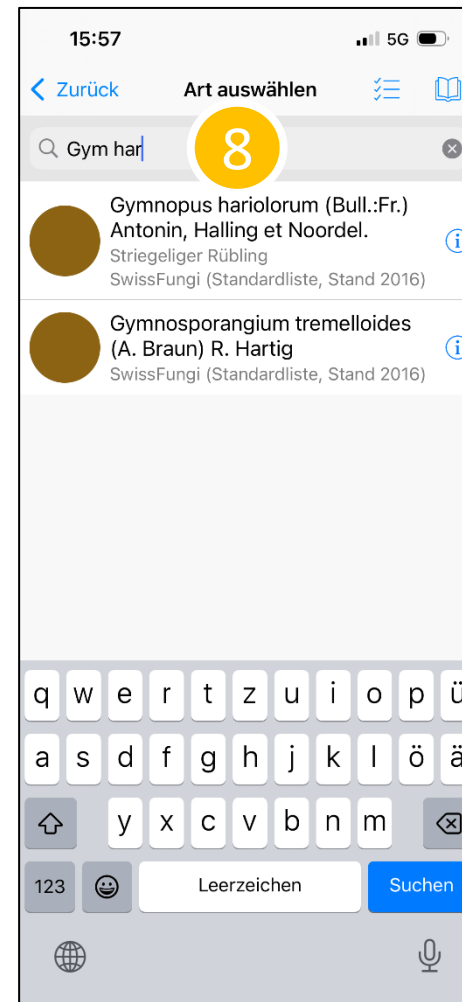 15:57 5G
Zurück Art auswählen
Gym har
8
Gymnopus hariolorum (Bull.:Fr.)
Antonin, Halling et Noordel.
Striegeliger Rübling
SwissFungi (Standardliste, Stand 2016)
i
Gymnosporangium tremelloides
(A. Braun) R. Hartig
SwissFungi (Standardliste, Stand 2016)
i
q w e r t z u i o p ü
a s d f g h j k l ö ä
y x c v b n m
123 Leerzeichen Suchen